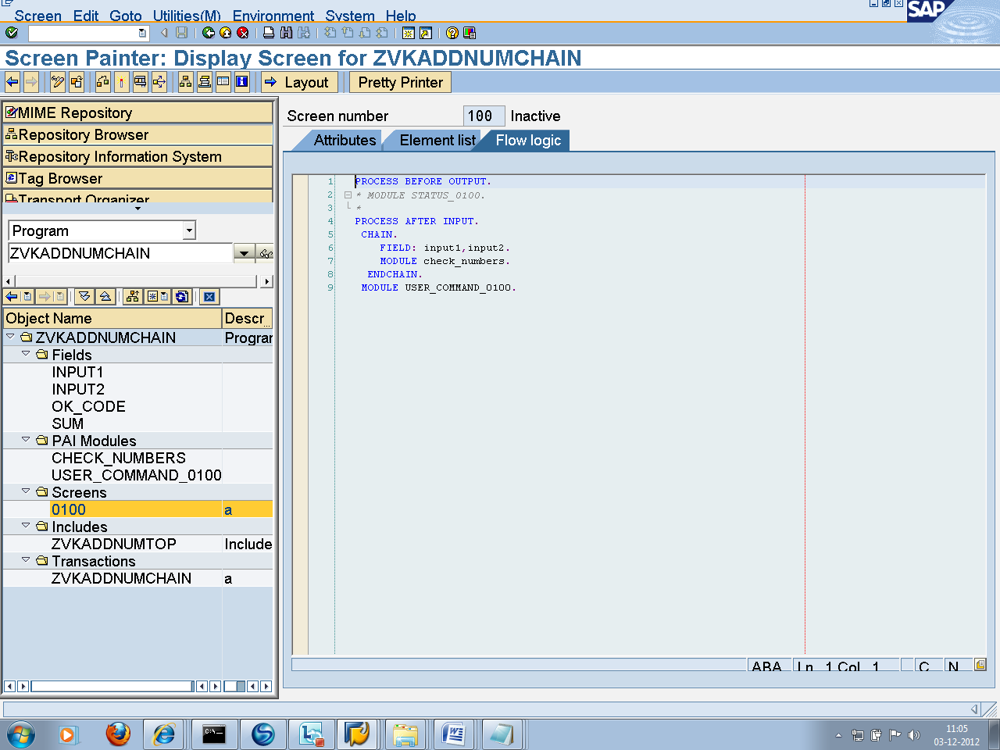 Screen Edit Goto Utilities(M) Environment System Help
SAP
Screen Painter: Display Screen for ZVKADDNUMCHAIN
Layout Pretty Printer
MIME Repository
Repository Browser
Repository Information System
Tag Browser
Transport Organizer
Program
ZVKADDNUMCHAIN
Object Name Descr...
ZVKADDNUMCHAIN Program
Fields
INPUT1
INPUT2
OK_CODE
SUM
PAI Modules
CHECK_NUMBERS
USER_COMMAND_0100
Screens
0100 a
Includes
ZVKADDNUMTOP Include
Transactions
ZVKADDNUMCHAIN a
Screen number 100 Inactive
Attributes Element list Flow logic
1 PROCESS BEFORE OUTPUT.
2 * MODULE STATUS_0100.
3 *
4 PROCESS AFTER INPUT.
5 CHAIN.
6 FIELD: input1,input2.
7 MODULE check_numbers.
8 ENDCHAIN.
9 MODULE USER_COMMAND_0100.
ABA Ln 1 Col 1 C N
11:05
03-12-2012